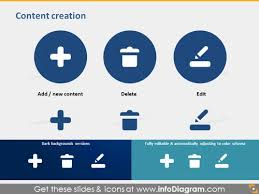 Content creation
Add / new content
Delete
Edit
Dark backgrounds versions
Fully editable & automatically adjusting to color schema
Get these slides & icons at www.infoDiagram.com